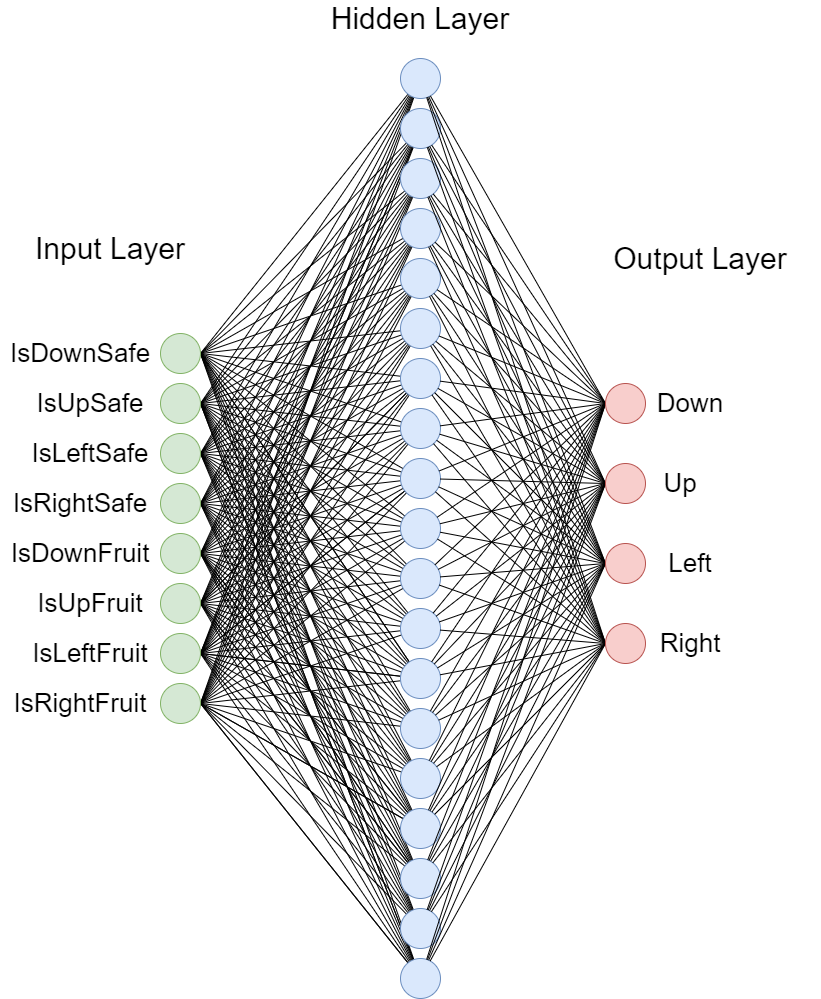 Hidden Layer
Input Layer
Output Layer
IsDownSafe
IsUpSafe
IsLeftSafe
IsRightSafe
IsDownFruit
IsUpFruit
IsLeftFruit
IsRightFruit
Down
Up
Left
Right